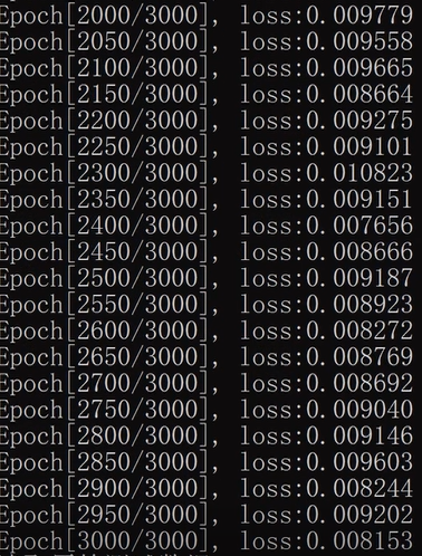 Epoch[2000/3000], loss:0.009779
Epoch[2050/3000], loss:0.009558
Epoch[2100/3000], loss:0.009665
Epoch[2150/3000], loss:0.008664
Epoch[2200/3000], loss:0.009275
Epoch[2250/3000], loss:0.009101
Epoch[2300/3000], loss:0.010823
Epoch[2350/3000], loss:0.009151
Epoch[2400/3000], loss:0.007656
Epoch[2450/3000], loss:0.008666
Epoch[2500/3000], loss:0.009187
Epoch[2550/3000], loss:0.008923
Epoch[2600/3000], loss:0.008272
Epoch[2650/3000], loss:0.008769
Epoch[2700/3000], loss:0.008692
Epoch[2750/3000], loss:0.009040
Epoch[2800/3000], loss:0.009146
Epoch[2850/3000], loss:0.009603
Epoch[2900/3000], loss:0.008244
Epoch[2950/3000], loss:0.009202
Epoch[3000/3000], loss:0.008153